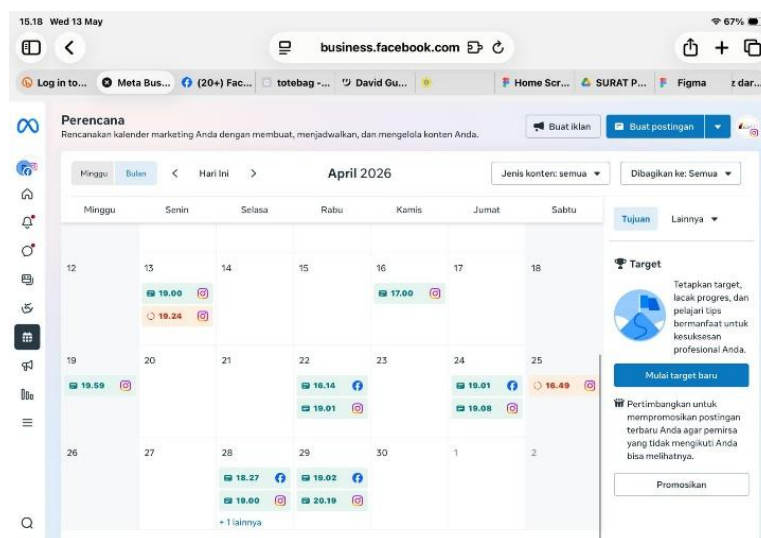 15.18 Wed 13 May
67%
business.facebook.com
Log in to...
Meta Bus...
(20+) Fac...
totebag -...
David Gu...
Home Scr...
SURAT P...
Figma
z dar...
Perencana
Rencanakan kalender marketing Anda dengan membuat, menjadwalkan, dan mengelola konten Anda.
Buat iklan
Buat postingan
Minggu Bulan
Hari Ini
April 2026
Jenis konten: semua
Dibagikan ke: Semua
Minggu Senin Selasa Rabu Kamis Jumat Sabtu
12 13 14 15 16 17 18
19.00 17.00
19.24
19 20 21 22 23 24 25
19.59 16.14 19.01 16.49
19.01 19.08
26 27 28 29 30 1 2
18.27 19.02
19.00 20.19
+ 1 lainnya
Tujuan Lainnya
Target
Tetapkan target,
lacak progres, dan
pelajari tips
bermanfaat untuk
kesuksesan
profesional Anda.
Mulai target baru
Pertimbangkan untuk
mempromosikan postingan
terbaru Anda agar pemirsa
yang tidak mengikuti Anda
bisa melihatnya.
Promosikan